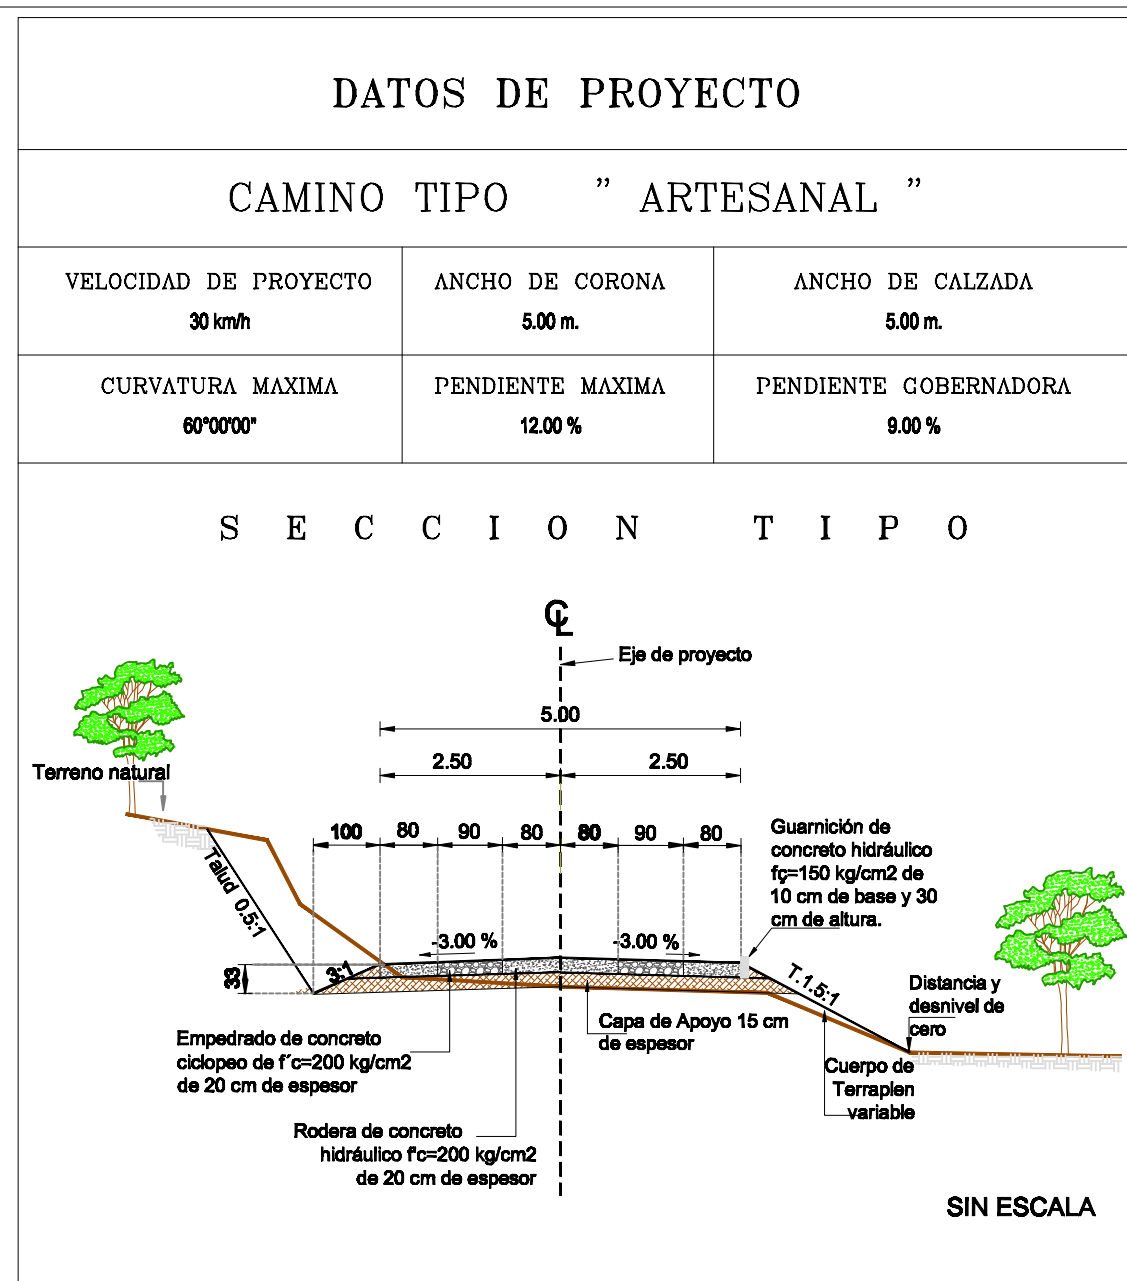 DATOS DE PROYECTO
CAMINO TIPO " ARTESANAL "
VELOCIDAD DE PROYECTO
30 km/h
ANCHO DE CORONA
5.00 m.
ANCHO DE CALZADA
5.00 m.
CURVATURA MAXIMA
60°00'00"
PENDIENTE MAXIMA
12.00 %
PENDIENTE GOBERNADORA
9.00 %
SECCION TIPO
CL
Eje de proyecto
5.00
2.50
2.50
Terreno natural
100
80
90
80
80
90
80
Guarnición de
concreto hidráulico
fç=150 kg/cm2 de
10 cm de base y 30
cm de altura.
Talud 0.5:1
-3.00 %
-3.00 %
33
3:1
T.1.5:1
Distancia y
desnivel de
cero
Capa de Apoyo 15 cm
de espesor
Empedrado de concreto
ciclopeo de f´c=200 kg/cm2
de 20 cm de espesor
Cuerpo de
Terraplen
variable
Rodera de concreto
hidráulico f'c=200 kg/cm2
de 20 cm de espesor
SIN ESCALA